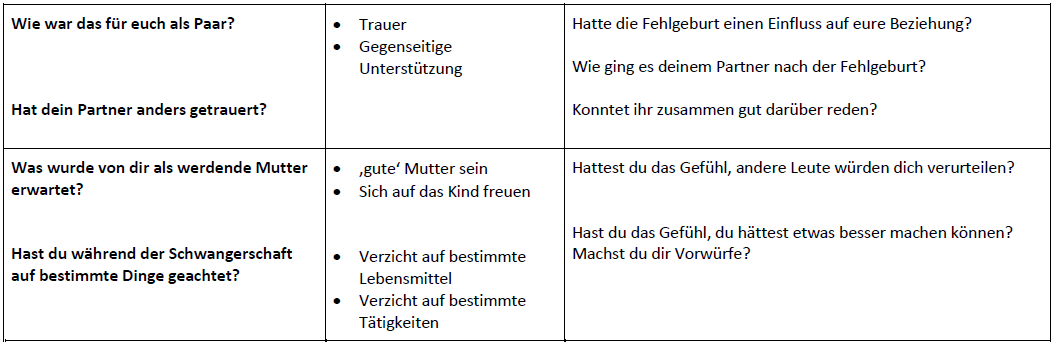 Wie war das für euch als Paar?
Hat dein Partner anders getrauert?
• Trauer
• Gegenseitige
Unterstützung
Hatte die Fehlgeburt einen Einfluss auf eure Beziehung?
Wie ging es deinem Partner nach der Fehlgeburt?
Konntet ihr zusammen gut darüber reden?
Was wurde von dir als werdende Mutter
erwartet?
Hast du während der Schwangerschaft
auf bestimmte Dinge geachtet?
• ‚gute‘ Mutter sein
• Sich auf das Kind freuen
• Verzicht auf bestimmte
Lebensmittel
• Verzicht auf bestimmte
Tätigkeiten
Hattest du das Gefühl, andere Leute würden dich verurteilen?
Hast du das Gefühl, du hättest etwas besser machen können?
Machst du dir Vorwürfe?